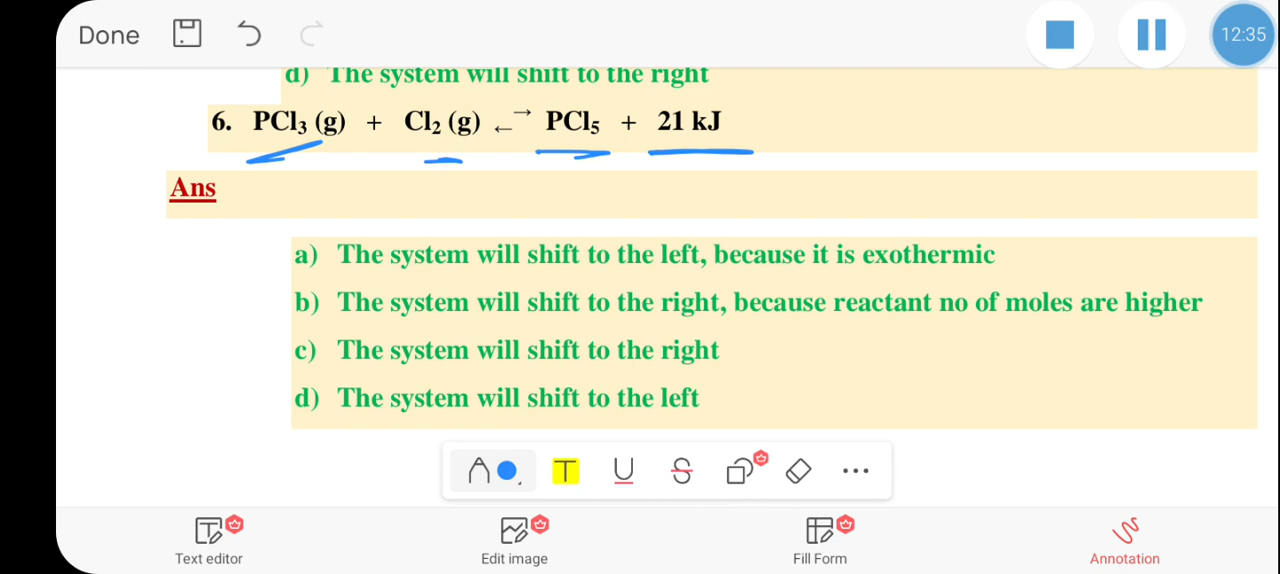 Done
12:35
d) The system will shift to the right
6. PCl₃ (g) + Cl₂ (g) ←→ PCl₅ + 21 kJ
Ans
a) The system will shift to the left, because it is exothermic
b) The system will shift to the right, because reactant no of moles are higher
c) The system will shift to the right
d) The system will shift to the left
T U S
Text editor Edit image Fill Form Annotation